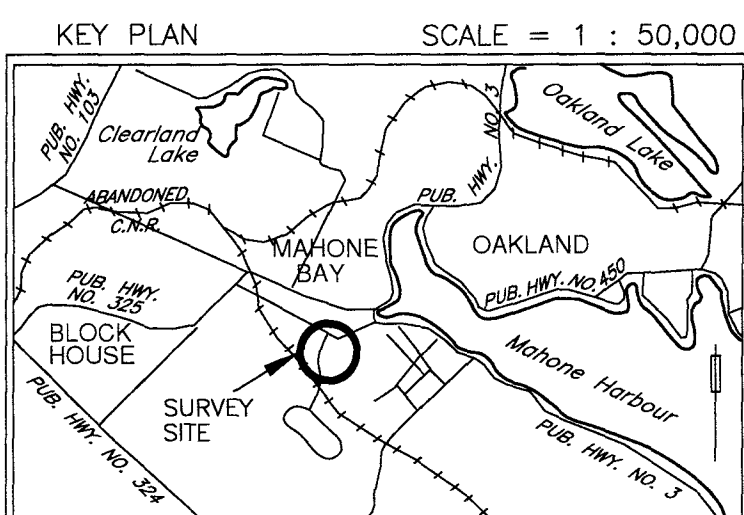 KEY PLAN
SCALE = 1 : 50,000
PUB. HWY.
NO. 103
Clearland
Lake
PUB. HWY. NO. 3
Oakland Lake
ABANDONED
C.N.R.
MAHONE
BAY
OAKLAND
PUB. HWY. NO. 450
PUB. HWY.
NO. 325
BLOCK
HOUSE
Mahone Harbour
SURVEY
SITE
PUB. HWY. NO. 324
PUB. HWY. NO. 3